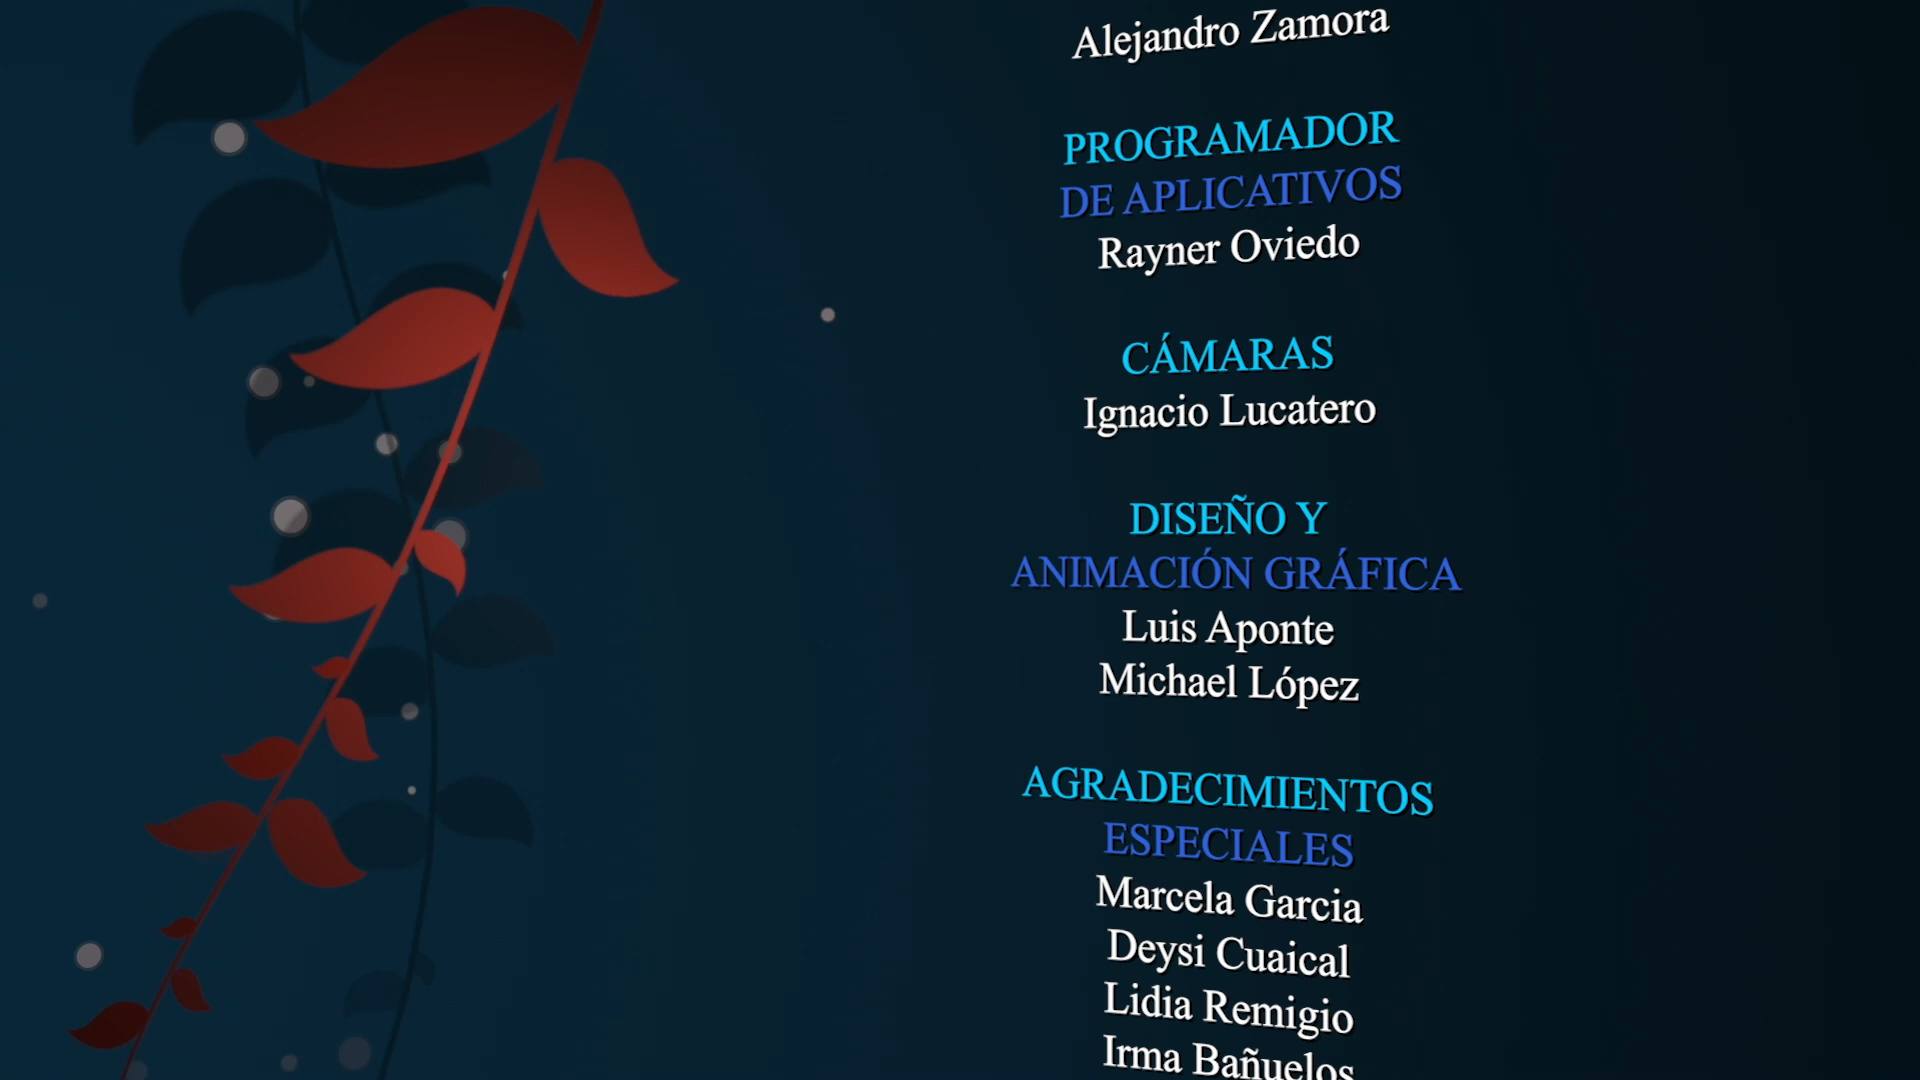 Alejandro Zamora
PROGRAMADOR
DE APLICATIVOS
Rayner Oviedo
CÁMARAS
Ignacio Lucatero
DISEÑO Y
ANIMACIÓN GRÁFICA
Luis Aponte
Michael López
AGRADECIMIENTOS
ESPECIALES
Marcela Garcia
Deysi Cuaical
Lidia Remigio
Irma Bañuelos